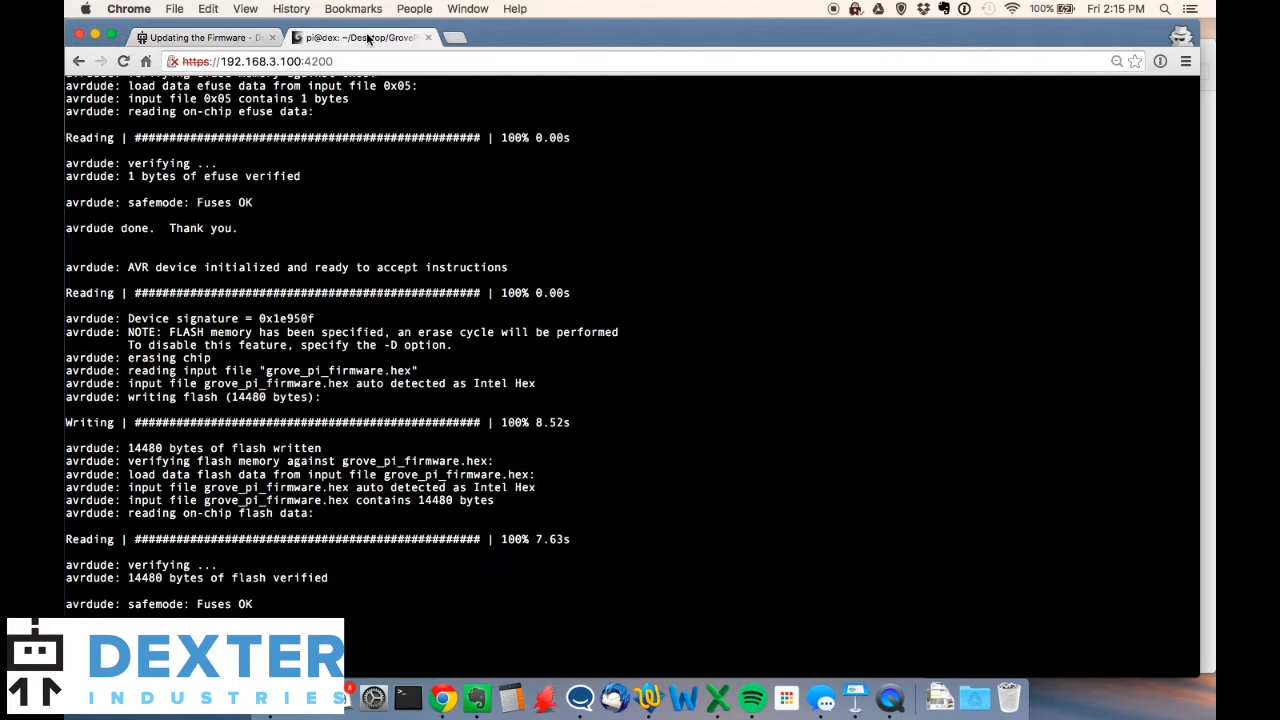 Chrome File Edit View History Bookmarks People Window Help 100% Fri 2:15 PM
Updating the Firmware - D
pi@dex: ~/Desktop/Grove
https://192.168.3.100:4200
avrdude: load data efuse data from input file 0x05:
avrdude: input file 0x05 contains 1 bytes
avrdude: reading on-chip efuse data:
Reading | ################################################## | 100% 0.00s
avrdude: verifying ...
avrdude: 1 bytes of efuse verified
avrdude: safemode: Fuses OK
avrdude done.  Thank you.
avrdude: AVR device initialized and ready to accept instructions
Reading | ################################################## | 100% 0.00s
avrdude: Device signature = 0x1e950f
avrdude: NOTE: FLASH memory has been specified, an erase cycle will be performed
To disable this feature, specify the -D option.
avrdude: erasing chip
avrdude: reading input file "grove_pi_firmware.hex"
avrdude: input file grove_pi_firmware.hex auto detected as Intel Hex
avrdude: writing flash (14480 bytes):
Writing | ################################################## | 100% 8.52s
avrdude: 14480 bytes of flash written
avrdude: verifying flash memory against grove_pi_firmware.hex:
avrdude: load data flash data from input file grove_pi_firmware.hex:
avrdude: input file grove_pi_firmware.hex auto detected as Intel Hex
avrdude: input file grove_pi_firmware.hex contains 14480 bytes
avrdude: reading on-chip flash data:
Reading | ################################################## | 100% 7.63s
avrdude: verifying ...
avrdude: 14480 bytes of flash verified
avrdude: safemode: Fuses OK
DEXTER
INDUSTRIES